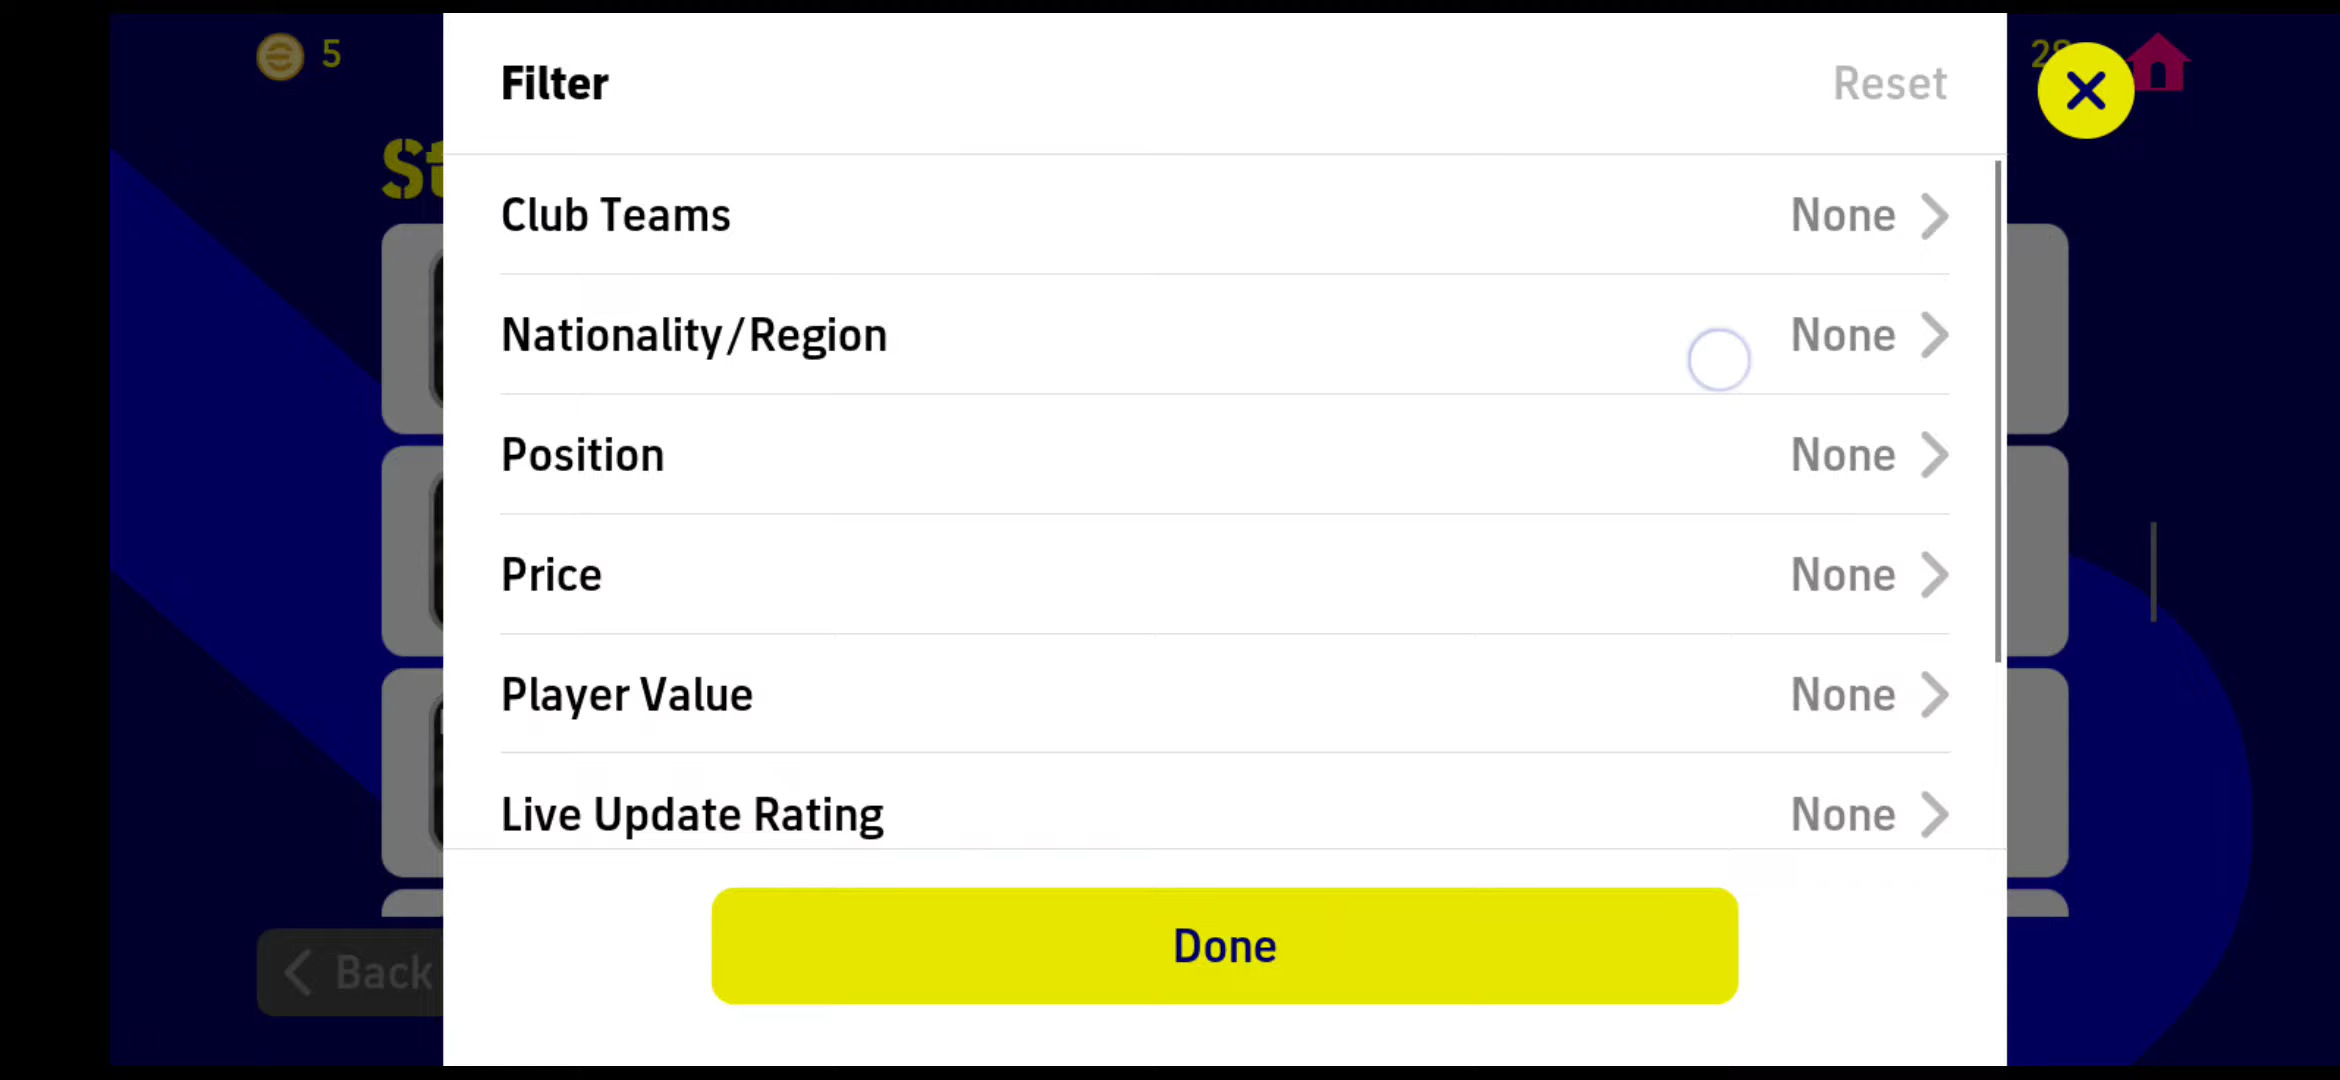 5
Filter
Reset
St
Club Teams None
Nationality/Region None
Position None
Price None
Player Value None
Live Update Rating None
Back
Done